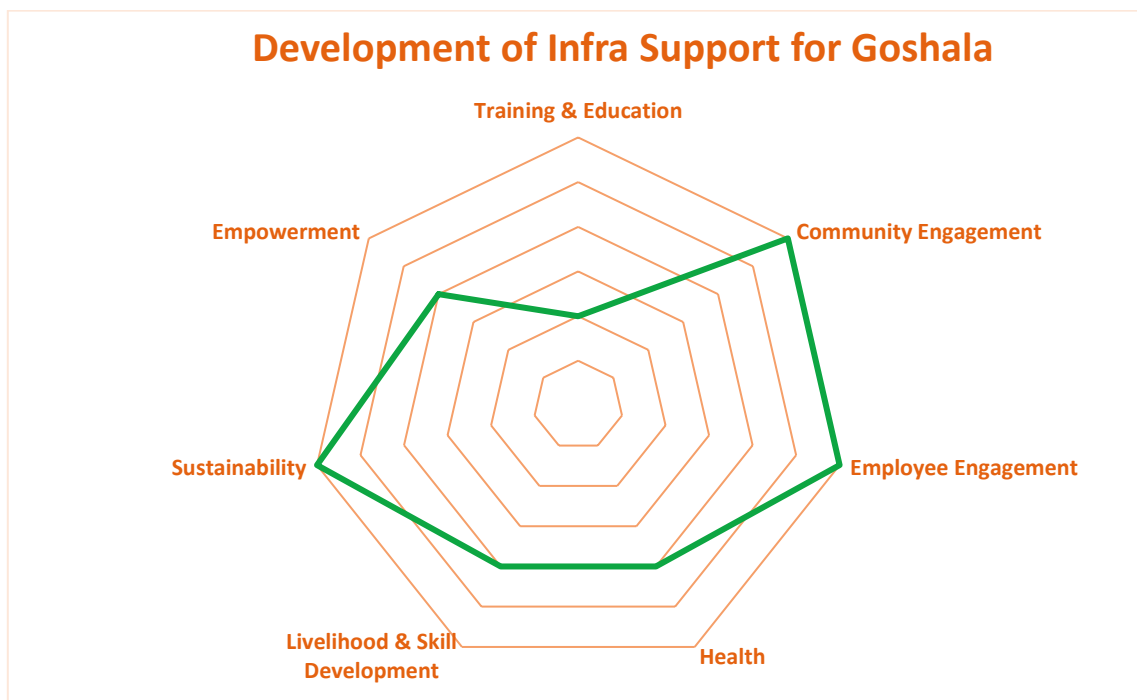 Development of Infra Support for Goshala
Training & Education
Empowerment
Community Engagement
Sustainability
Employee Engagement
Livelihood & Skill
Development
Health